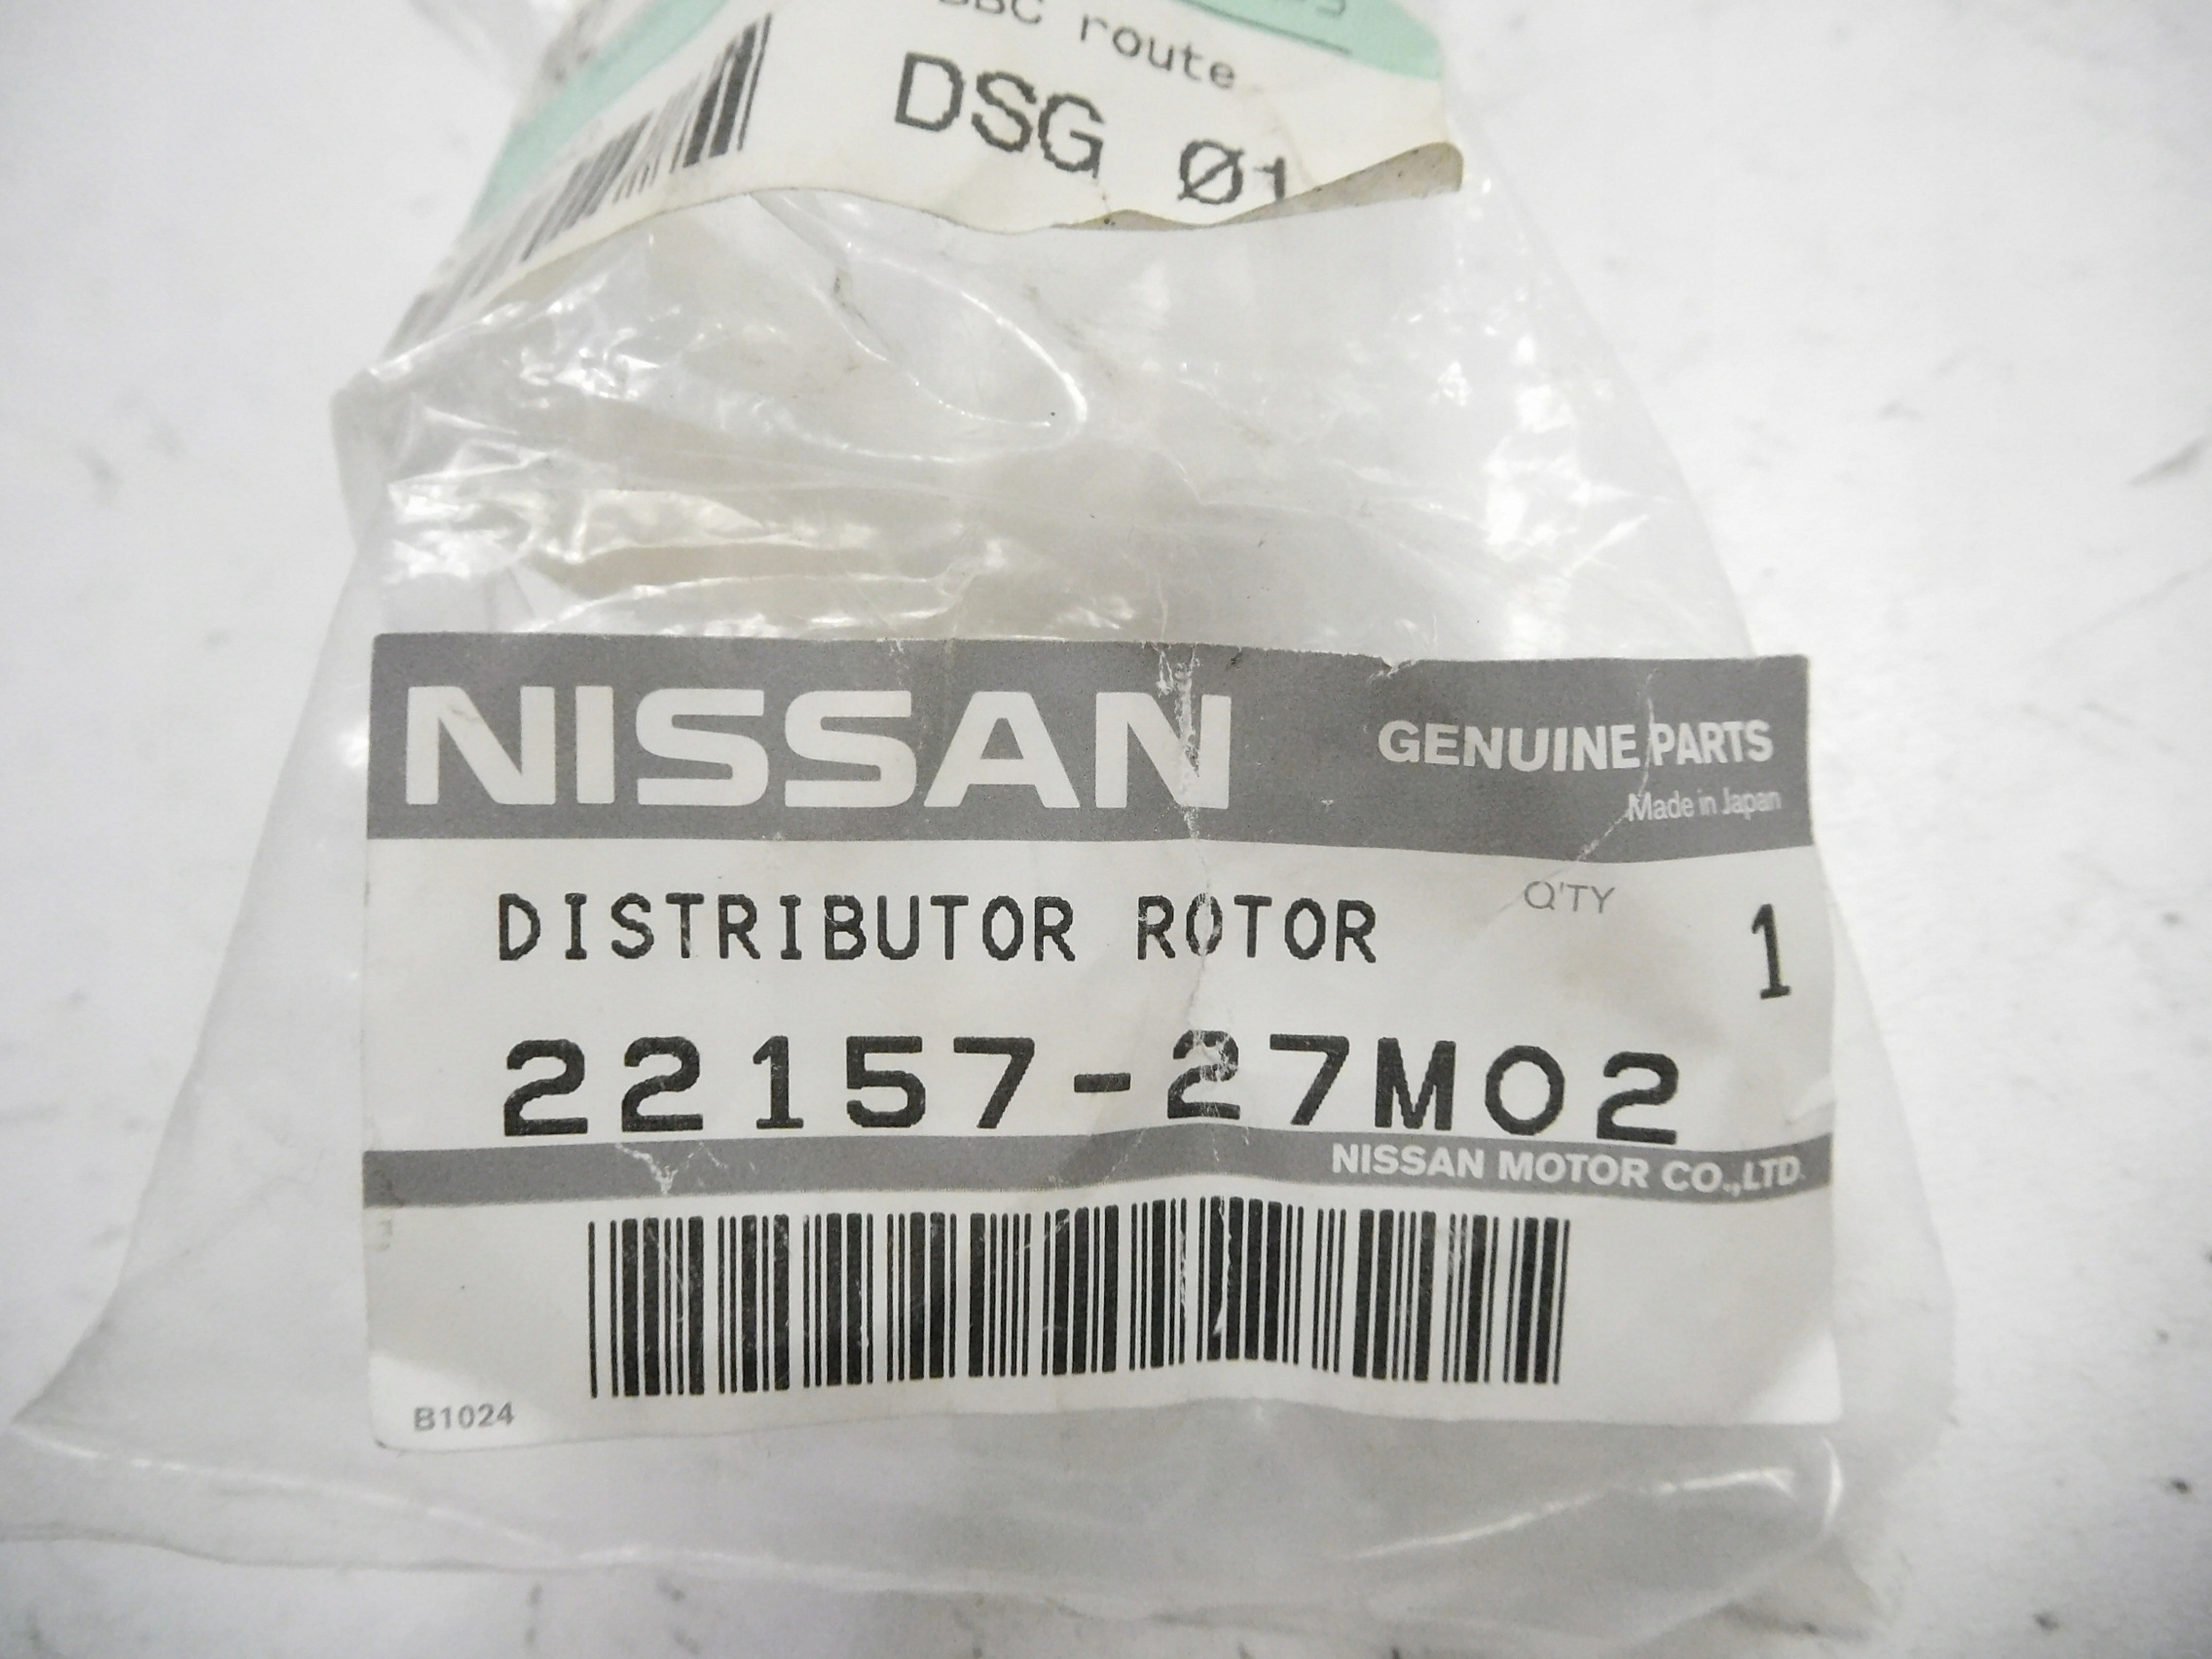 route
DSG Ø1
NISSAN
GENUINE PARTS
Made in Japan
DISTRIBUTOR ROTOR
Q'TY 1
22157-27M02
NISSAN MOTOR CO.,LTD.
B1024